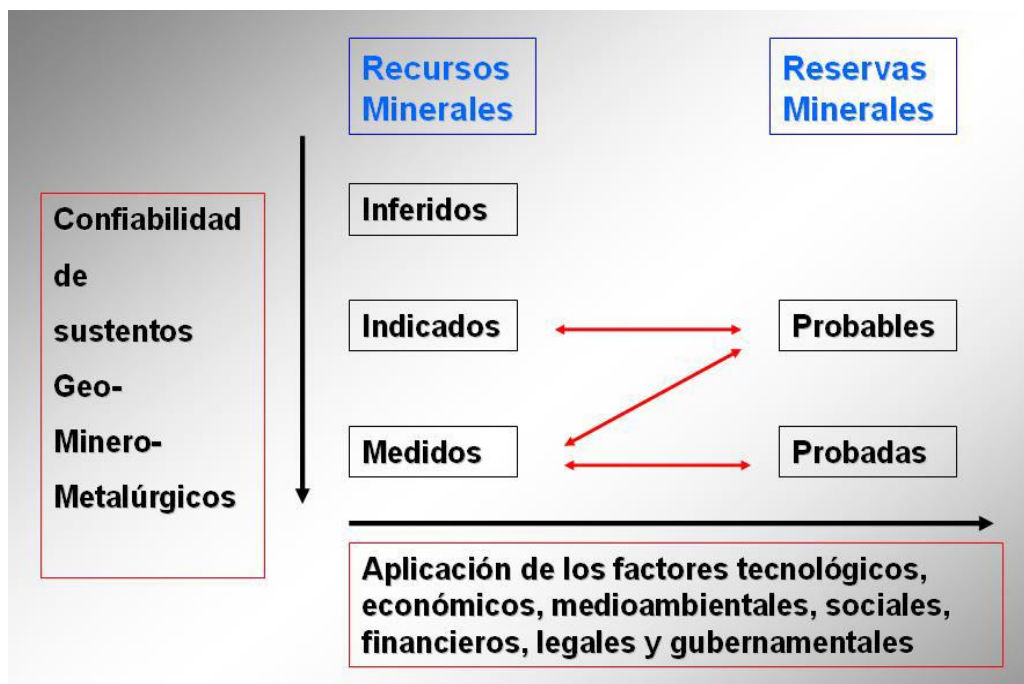 Recursos
Minerales
Reservas
Minerales
Confiabilidad
de
sustentos
Geo-
Minero-
Metalúrgicos
Inferidos
Indicados
Probables
Medidos
Probadas
Aplicación de los factores tecnológicos,
económicos, medioambientales, sociales,
financieros, legales y gubernamentales